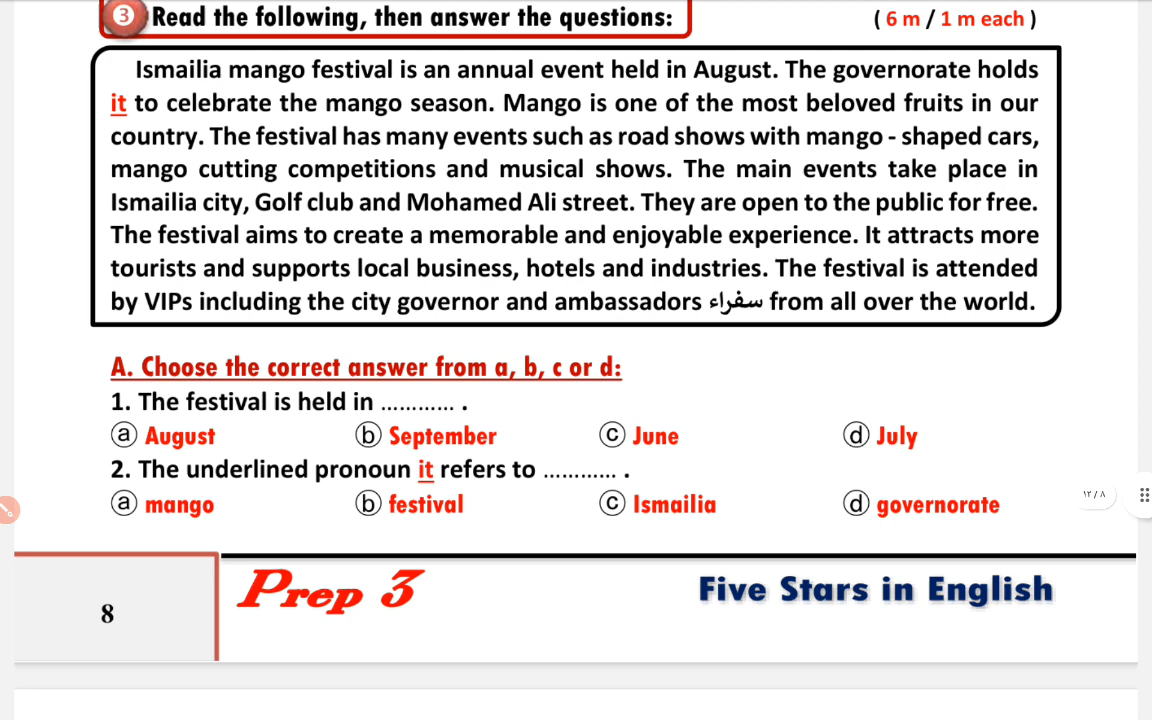 3 Read the following, then answer the questions: ( 6 m / 1 m each )
Ismailia mango festival is an annual event held in August. The governorate holds
it to celebrate the mango season. Mango is one of the most beloved fruits in our
country. The festival has many events such as road shows with mango - shaped cars,
mango cutting competitions and musical shows. The main events take place in
Ismailia city, Golf club and Mohamed Ali street. They are open to the public for free.
The festival aims to create a memorable and enjoyable experience. It attracts more
tourists and supports local business, hotels and industries. The festival is attended
by VIPs including the city governor and ambassadors سفراء from all over the world.
A. Choose the correct answer from a, b, c or d:
1. The festival is held in ............ .
ⓐ August ⓑ September ⓒ June ⓓ July
2. The underlined pronoun it refers to ............ .
ⓐ mango ⓑ festival ⓒ Ismailia ⓓ governorate
١٢ / ٨
8 Prep 3 Five Stars in English